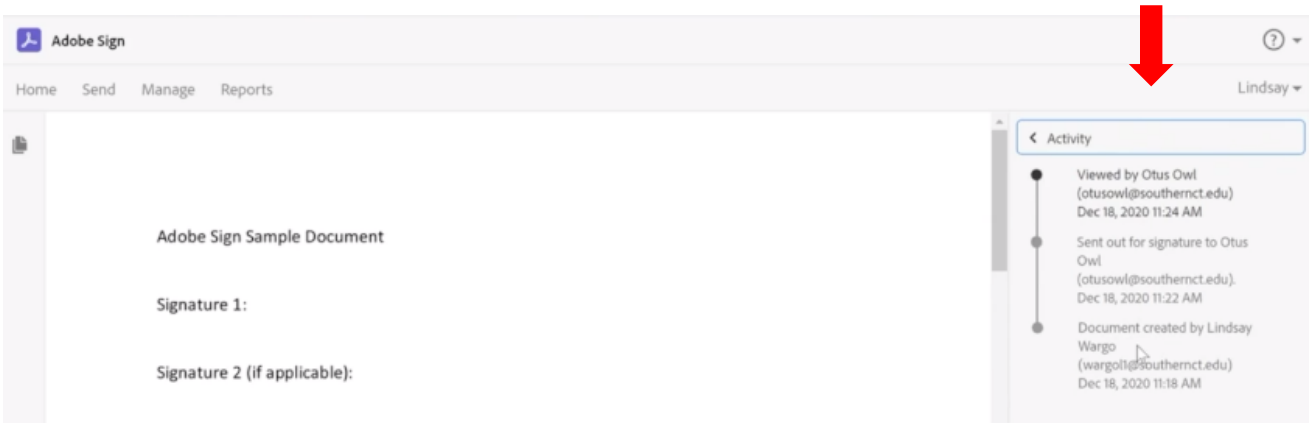 Adobe Sign
Home Send Manage Reports
Lindsay
Activity
Adobe Sign Sample Document
Signature 1:
Signature 2 (if applicable):
Viewed by Otus Owl
(otusowl@southernct.edu)
Dec 18, 2020 11:24 AM
Sent out for signature to Otus
Owl
(otusowl@southernct.edu).
Dec 18, 2020 11:22 AM
Document created by Lindsay
Wargo
(wargol1@southernct.edu)
Dec 18, 2020 11:18 AM